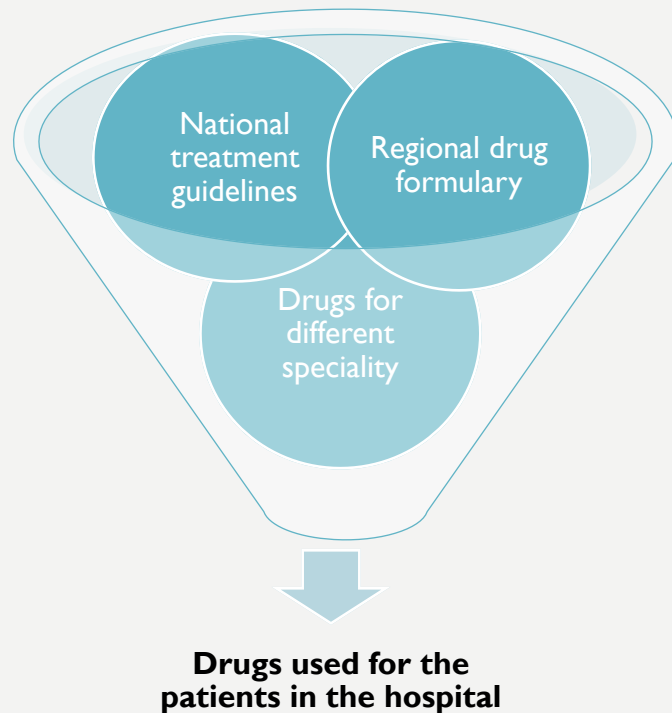 National
treatment
guidelines
Regional drug
formulary
Drugs for
different
speciality
Drugs used for the
patients in the hospital